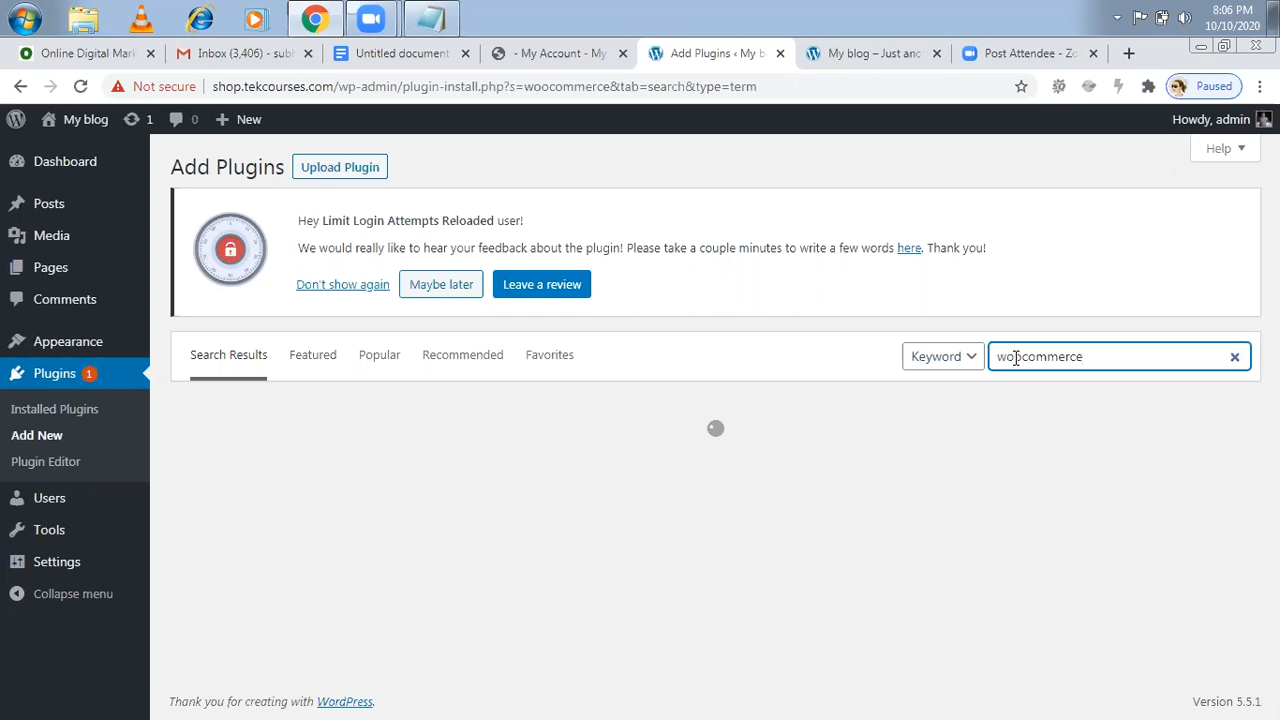 8:06 PM
10/10/2020
Online Digital Mark
Inbox (3,406) - subh
Untitled document
- My Account - My
Add Plugins ‹ My b
My blog – Just anc
Post Attendee - Zo
Not secure
shop.tekcourses.com/wp-admin/plugin-install.php?s=woocommerce&tab=search&type=term
Paused
My blog
1
0
New
Howdy, admin
Dashboard
Posts
Media
Pages
Comments
Appearance
Plugins 1
Installed Plugins
Add New
Plugin Editor
Users
Tools
Settings
Collapse menu
Help
Add Plugins
Upload Plugin
Hey Limit Login Attempts Reloaded user!
We would really like to hear your feedback about the plugin! Please take a couple minutes to write a few words here. Thank you!
Don't show again
Maybe later
Leave a review
Search Results
Featured
Popular
Recommended
Favorites
Keyword
woocommerce
Thank you for creating with WordPress.
Version 5.5.1